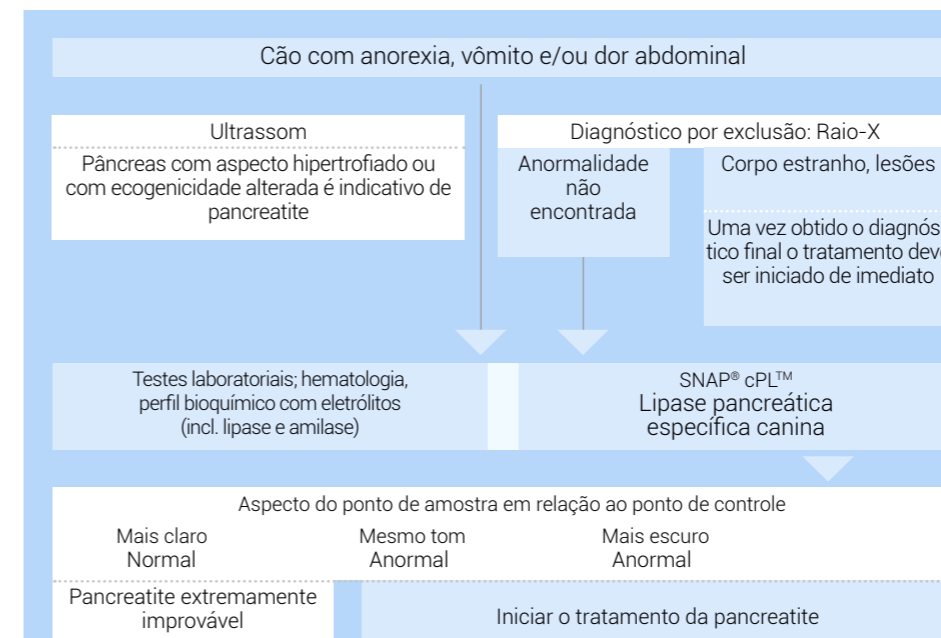 Cão com anorexia, vômito e/ou dor abdominal
Ultrassom
Pâncreas com aspecto hipertrofiado ou
com ecogenicidade alterada é indicativo de
pancreatite
Diagnóstico por exclusão: Raio-X
Anormalidade
não
encontrada
Corpo estranho, lesões
Uma vez obtido o diagnós
tico final o tratamento deve
ser iniciado de imediato
Testes laboratoriais; hematologia,
perfil bioquímico com eletrólitos
(incl. lipase e amilase)
SNAP® cPL™
Lipase pancreática
específica canina
Aspecto do ponto de amostra em relação ao ponto de controle
Mais claro
Normal
Mesmo tom
Anormal
Mais escuro
Anormal
Pancreatite extremamente
improvável
Iniciar o tratamento da pancreatite